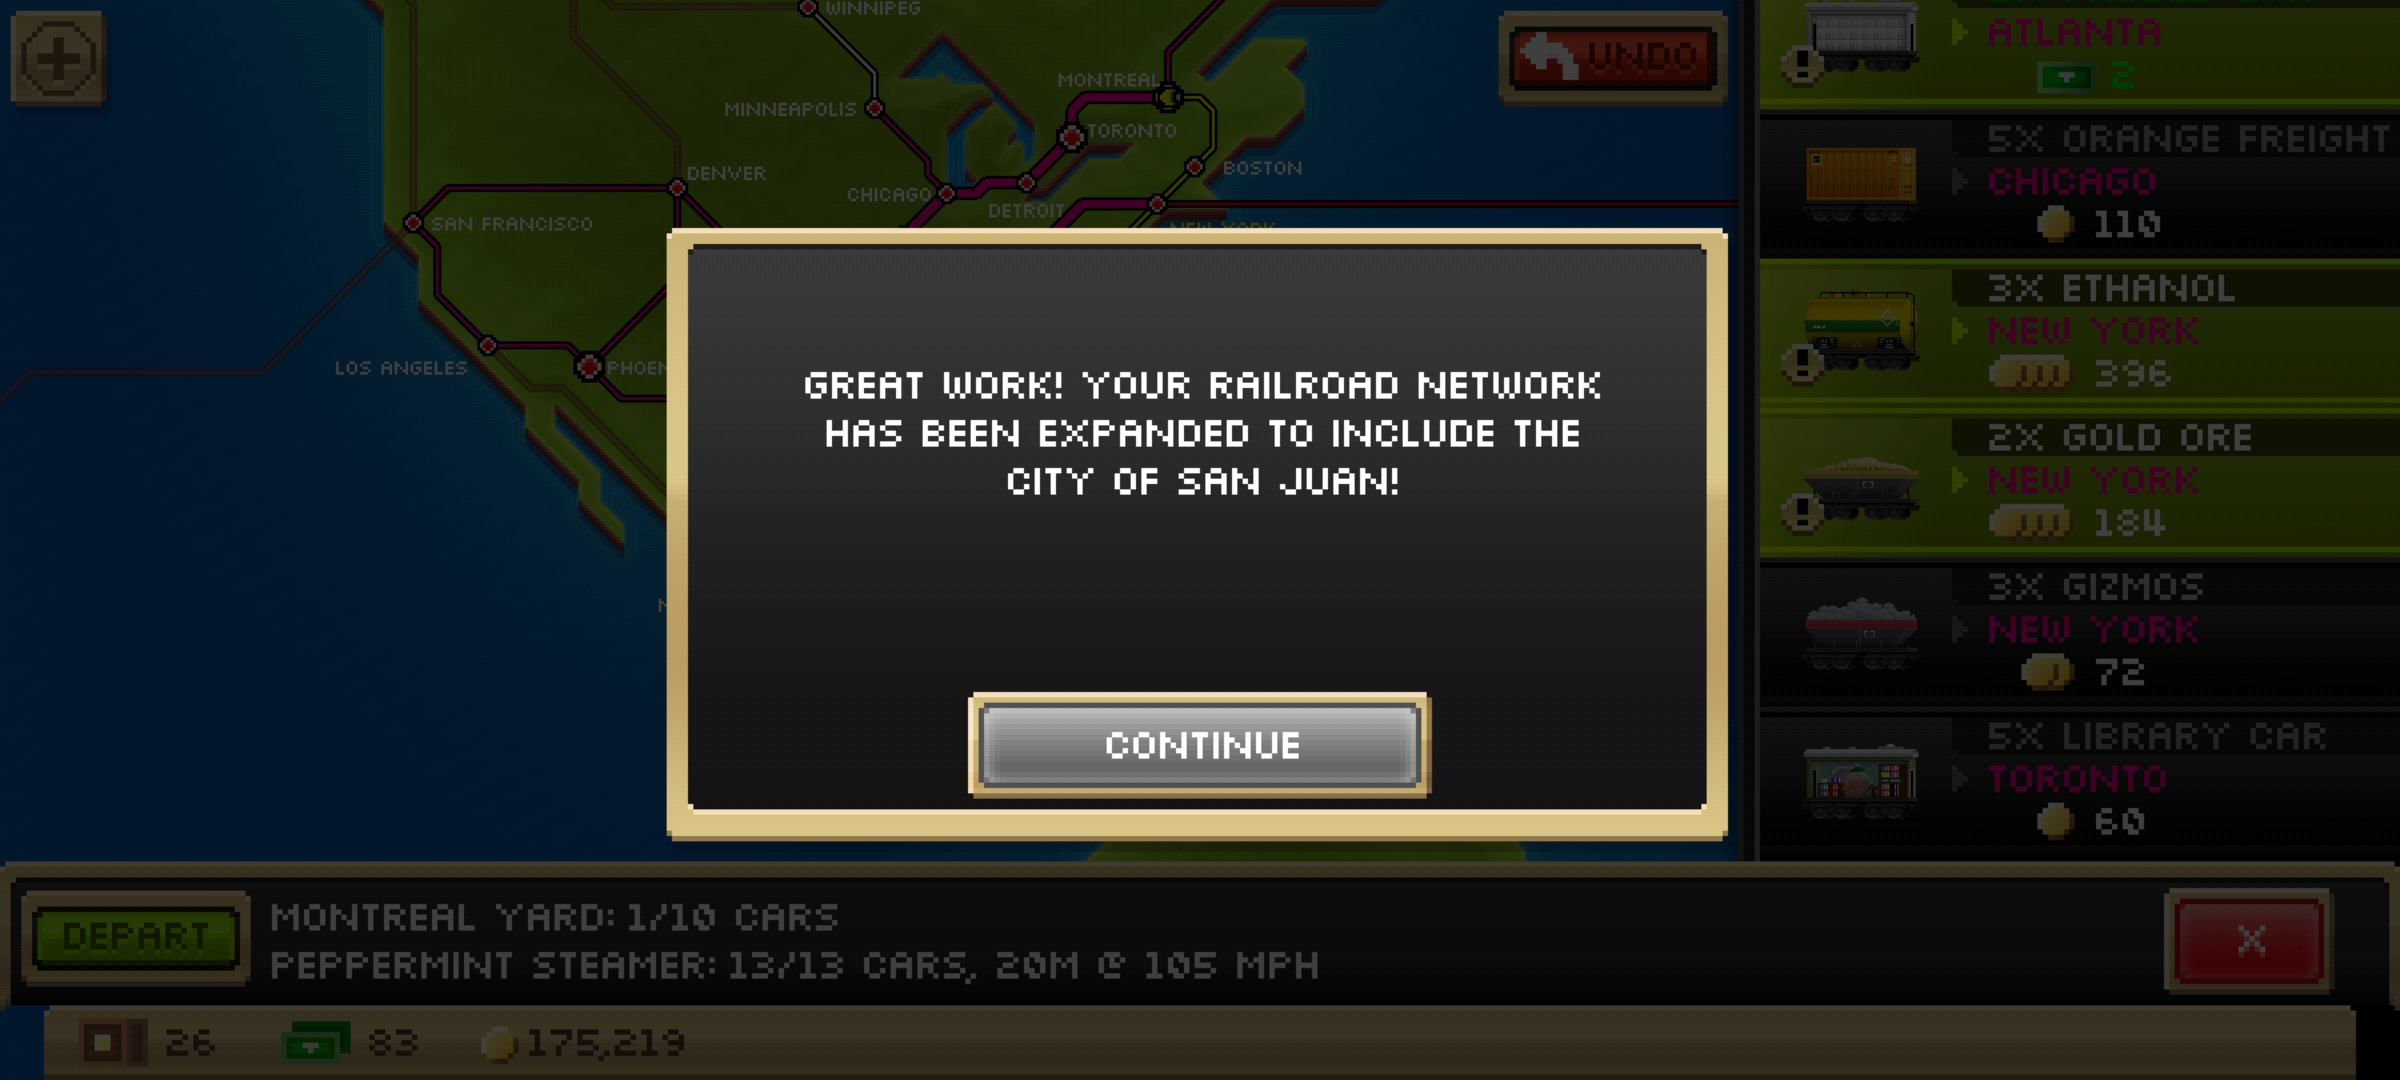 WINNIPEG
UNDO
MONTREAL
MINNEAPOLIS
TORONTO
DENVER
BOSTON
CHICAGO
DETROIT
SAN FRANCISCO
NEW YORK
LOS ANGELES
PHOEN
ATLANTA
2
5X ORANGE FREIGHT
CHICAGO
110
3X ETHANOL
NEW YORK
396
2X GOLD ORE
NEW YORK
184
3X GIZMOS
NEW YORK
72
5X LIBRARY CAR
TORONTO
60
GREAT WORK! YOUR RAILROAD NETWORK
HAS BEEN EXPANDED TO INCLUDE THE
CITY OF SAN JUAN!
CONTINUE
DEPART
MONTREAL YARD: 1/10 CARS
PEPPERMINT STEAMER: 13/13 CARS, 20M @ 105 MPH
X
26
83
175,219